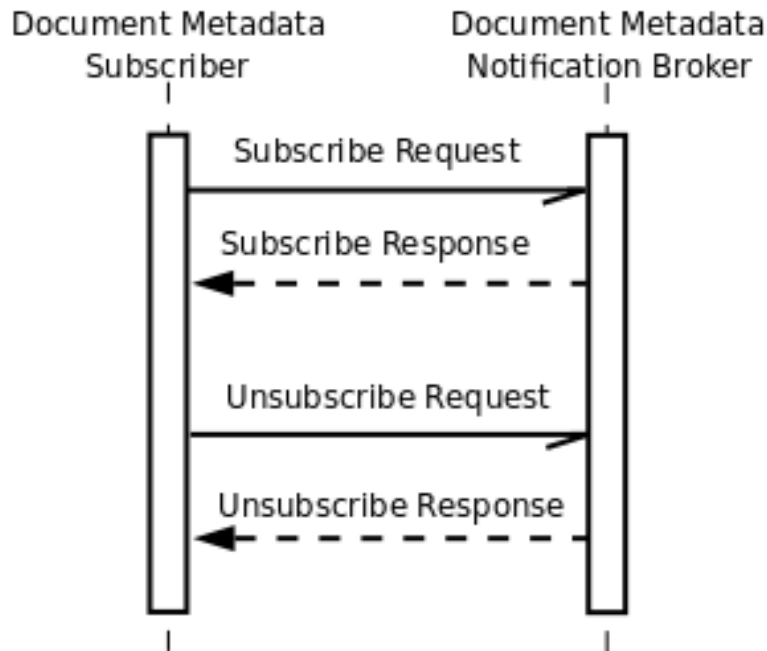 Document Metadata
Subscriber
Document Metadata
Notification Broker
Subscribe Request
Subscribe Response
Unsubscribe Request
Unsubscribe Response